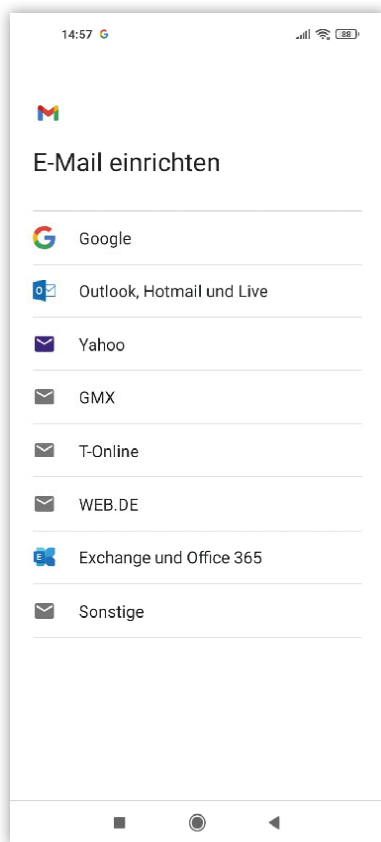 14:57 G 88
E-Mail einrichten
Google
Outlook, Hotmail und Live
Yahoo
GMX
T-Online
WEB.DE
Exchange und Office 365
Sonstige